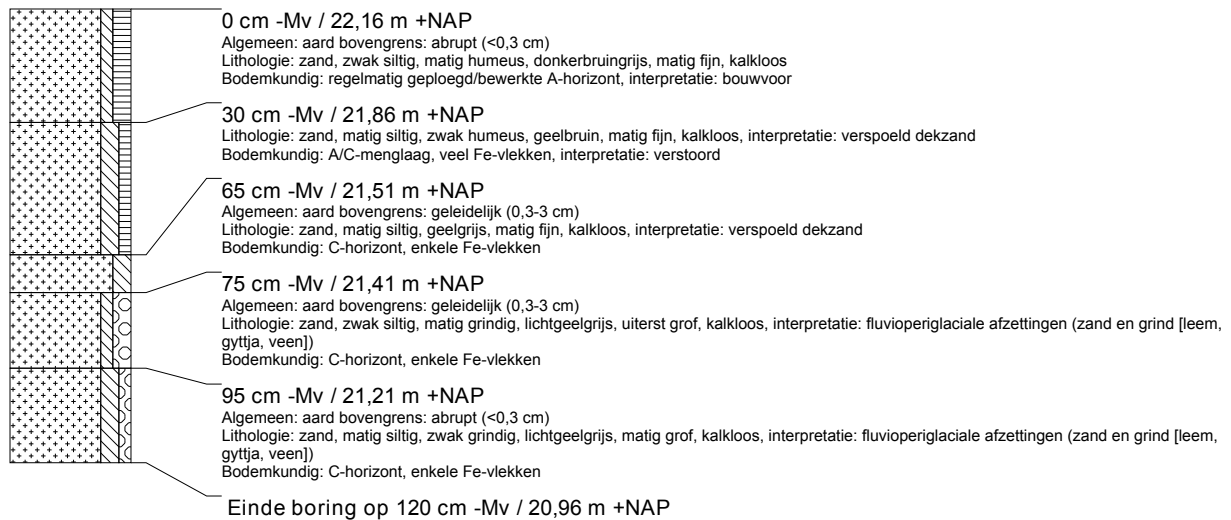 0 cm -Mv / 22,16 m +NAP
Algemeen: aard bovengrens: abrupt (<0,3 cm)
Lithologie: zand, zwak siltig, matig humeus, donkerbruingrijs, matig fijn, kalkloos
Bodemkundig: regelmatig geploegd/bewerkte A-horizont, interpretatie: bouwvoor
30 cm -Mv / 21,86 m +NAP
Lithologie: zand, matig siltig, zwak humeus, geelbruin, matig fijn, kalkloos, interpretatie: verspoeld dekzand
Bodemkundig: A/C-menglaag, veel Fe-vlekken, interpretatie: verstoord
65 cm -Mv / 21,51 m +NAP
Algemeen: aard bovengrens: geleidelijk (0,3-3 cm)
Lithologie: zand, matig siltig, geelgrijs, matig fijn, kalkloos, interpretatie: verspoeld dekzand
Bodemkundig: C-horizont, enkele Fe-vlekken
75 cm -Mv / 21,41 m +NAP
Algemeen: aard bovengrens: geleidelijk (0,3-3 cm)
Lithologie: zand, zwak siltig, matig grindig, lichtgeelgrijs, uiterst grof, kalkloos, interpretatie: fluvioperiglaciale afzettingen (zand en grind [leem,
gyttja, veen])
Bodemkundig: C-horizont, enkele Fe-vlekken
95 cm -Mv / 21,21 m +NAP
Algemeen: aard bovengrens: abrupt (<0,3 cm)
Lithologie: zand, matig siltig, zwak grindig, lichtgeelgrijs, matig grof, kalkloos, interpretatie: fluvioperiglaciale afzettingen (zand en grind [leem,
gyttja, veen])
Bodemkundig: C-horizont, enkele Fe-vlekken
Einde boring op 120 cm -Mv / 20,96 m +NAP